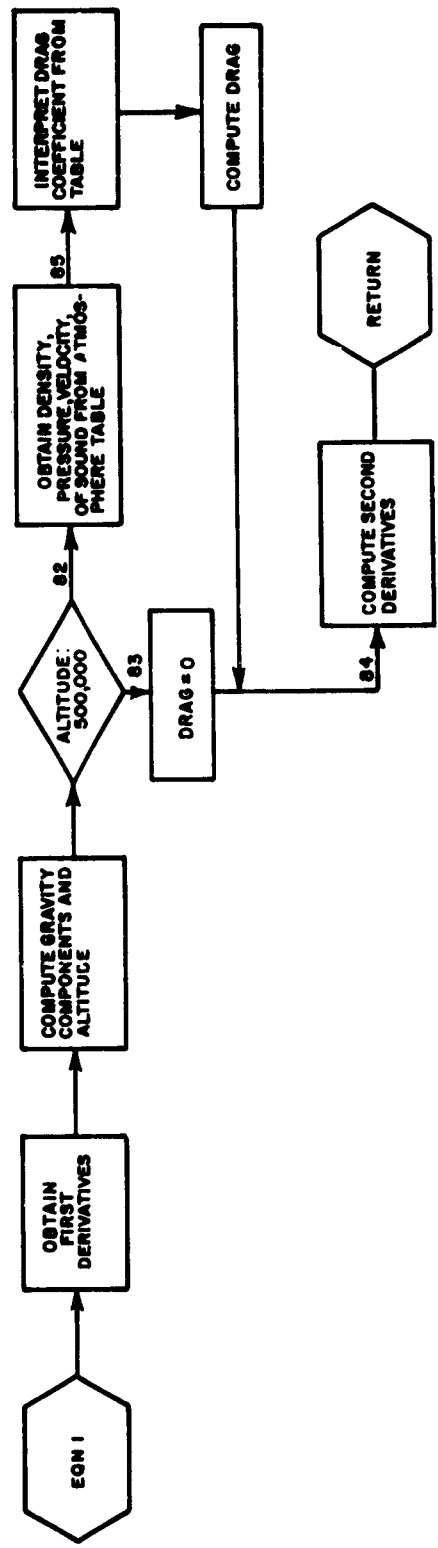 EQN 1
OBTAIN
FIRST
DERIVATIVES
COMPUTE GRAVITY
COMPONENTS AND
ALTITUDE
ALTITUDE:
500,000
82
OBTAIN DENSITY,
PRESSURE, VELOCITY,
OF SOUND FROM ATMOS-
PHERE TABLE
85
INTERPRET DRAG
COEFFICIENT FROM
TABLE
COMPUTE DRAG
83
DRAG = 0
84
COMPUTE SECOND
DERIVATIVES
RETURN